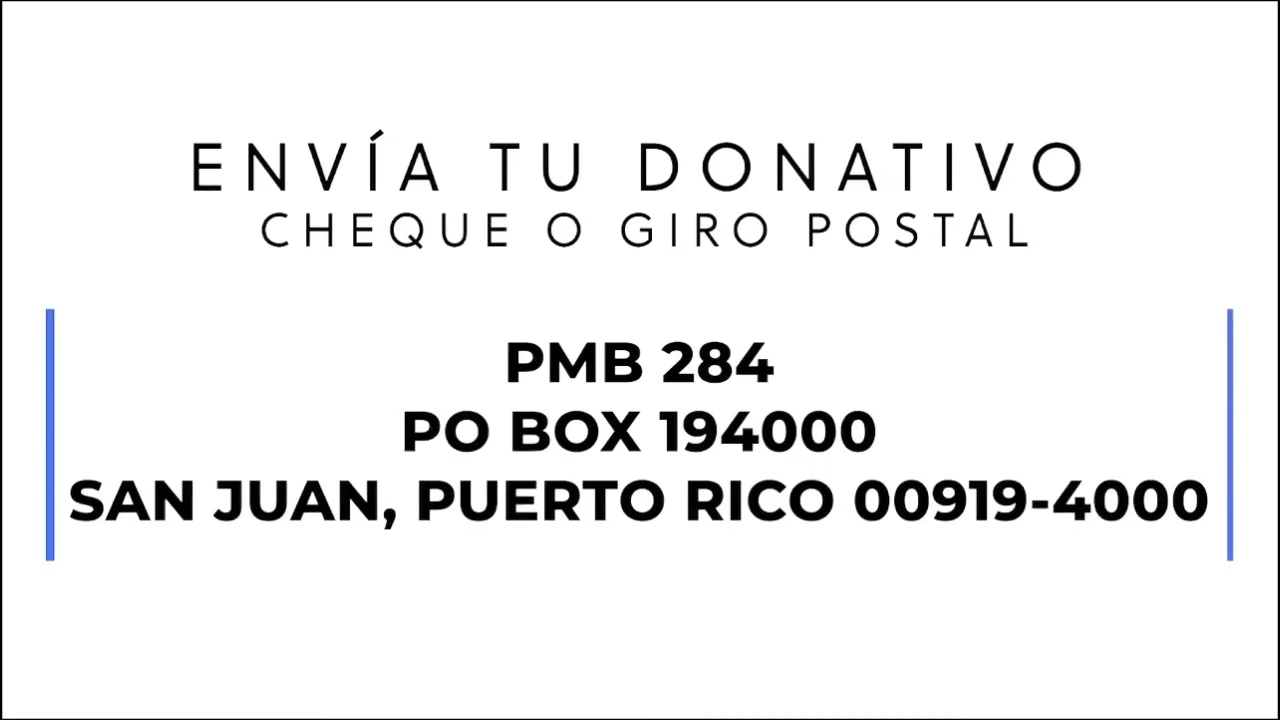 ENVÍA TU DONATIVO
CHEQUE O GIRO POSTAL
PMB 284
PO BOX 194000
SAN JUAN, PUERTO RICO 00919-4000